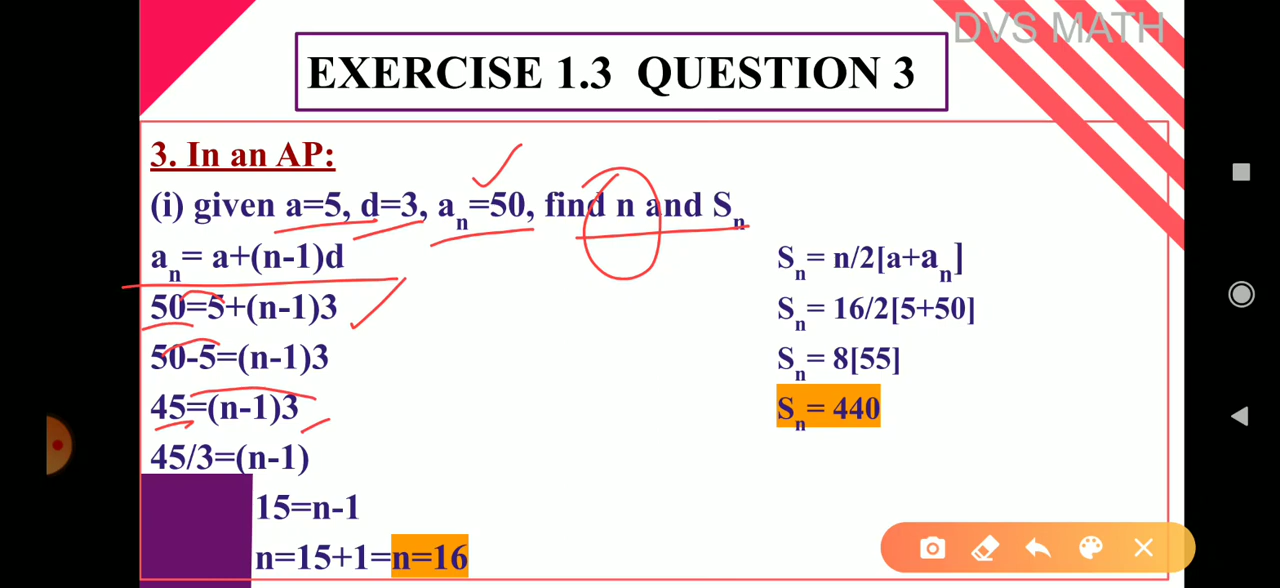 DVS MATH
EXERCISE 1.3 QUESTION 3
3. In an AP:
(i) given a=5, d=3, aₙ=50, find n and Sₙ
aₙ= a+(n-1)d
50=5+(n-1)3
50-5=(n-1)3
45=(n-1)3
45/3=(n-1)
15=n-1
n=15+1=n=16
Sₙ= n/2[a+aₙ]
Sₙ= 16/2[5+50]
Sₙ= 8[55]
Sₙ= 440